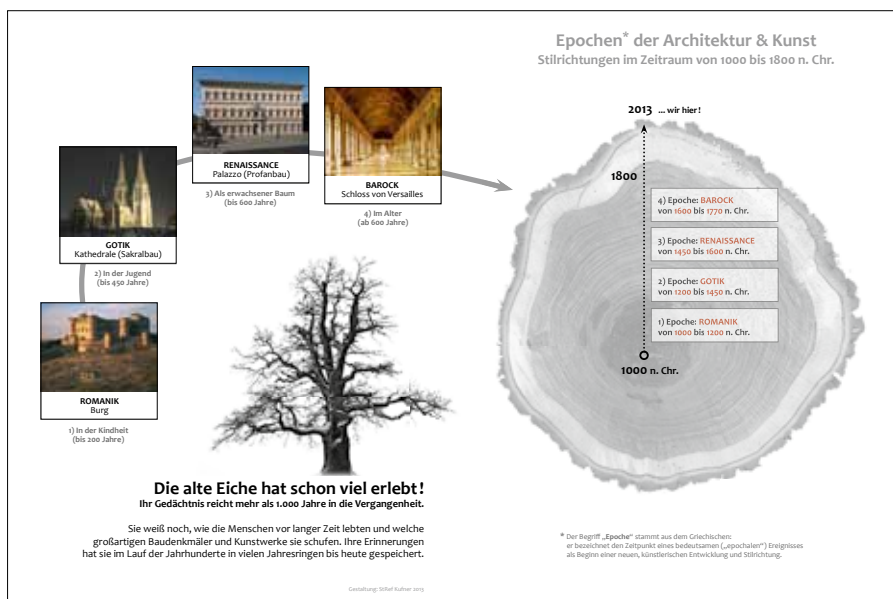 Epochen* der Architektur & Kunst
Stilrichtungen im Zeitraum von 1000 bis 1800 n. Chr.
RENAISSANCE
Palazzo (Profanbau)
3) Als erwachsener Baum
(bis 600 Jahre)
BAROCK
Schloss von Versailles
4) Im Alter
(ab 600 Jahre)
GOTIK
Kathedrale (Sakralbau)
2) In der Jugend
(bis 450 Jahre)
ROMANIK
Burg
1) In der Kindheit
(bis 200 Jahre)
2013 ... wir hier!
1800
4) Epoche: BAROCK
von 1600 bis 1770 n. Chr.
3) Epoche: RENAISSANCE
von 1450 bis 1600 n. Chr.
2) Epoche: GOTIK
von 1200 bis 1450 n. Chr.
1) Epoche: ROMANIK
von 1000 bis 1200 n. Chr.
1000 n. Chr.
Die alte Eiche hat schon viel erlebt!
Ihr Gedächtnis reicht mehr als 1.000 Jahre in die Vergangenheit.
Sie weiß noch, wie die Menschen vor langer Zeit lebten und welche
großartigen Baudenkmäler und Kunstwerke sie schufen. Ihre Erinnerungen
hat sie im Lauf der Jahrhunderte in vielen Jahresringen bis heute gespeichert.
* Der Begriff „Epoche“ stammt aus dem Griechischen:
er bezeichnet den Zeitpunkt eines bedeutsamen („epochalen“) Ereignisses
als Beginn einer neuen, künstlerischen Entwicklung und Stilrichtung.
Gestaltung: Kufner 2013